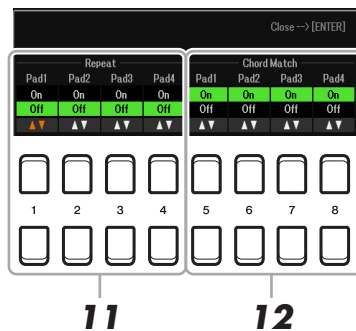 Close --> [ENTER]
Repeat Chord Match
Pad1 Pad2 Pad3 Pad4 Pad1 Pad2 Pad3 Pad4
On On On On On On On On
Off Off Off Off Off Off Off Off
1 2 3 4 5 6 7 8
11 12